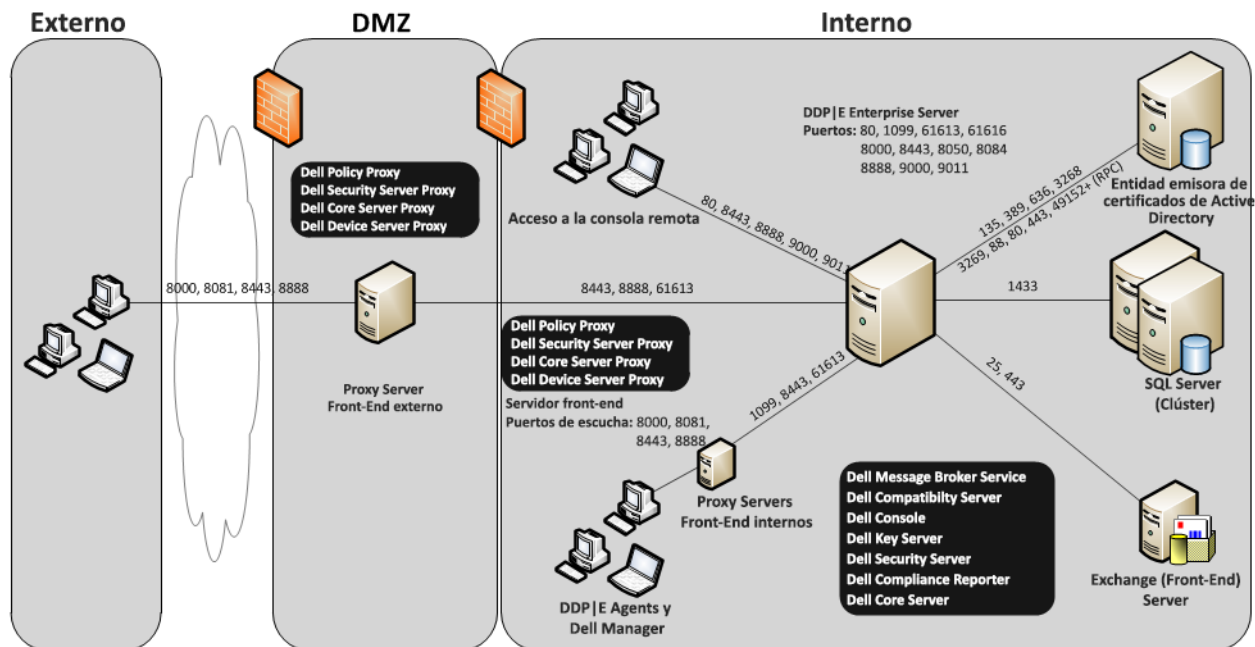 Externo
DMZ
Interno
Dell Policy Proxy
Dell Security Server Proxy
Dell Core Server Proxy
Dell Device Server Proxy
8000, 8081, 8443, 8888
Proxy Server
Front-End externo
Acceso a la consola remota
80, 8443, 8888, 9000, 9011
DDP|E Enterprise Server
Puertos: 80, 1099, 61613, 61616
8000, 8443, 8050, 8084
8888, 9000, 9011
135, 389, 636, 3268
3269, 88, 80, 443, 49152+ (RPC)
Entidad emisora de
certificados de Active
Directory
8443, 8888, 61613
1433
SQL Server
(Clúster)
Dell Policy Proxy
Dell Security Server Proxy
Dell Core Server Proxy
Dell Device Server Proxy
Servidor front-end
Puertos de escucha: 8000, 8081,
8443, 8888
1099, 8443, 61613
25, 443
Proxy Servers
Front-End internos
DDP|E Agents y
Dell Manager
Dell Message Broker Service
Dell Compatibilty Server
Dell Console
Dell Key Server
Dell Security Server
Dell Compliance Reporter
Dell Core Server
Exchange (Front-End)
Server